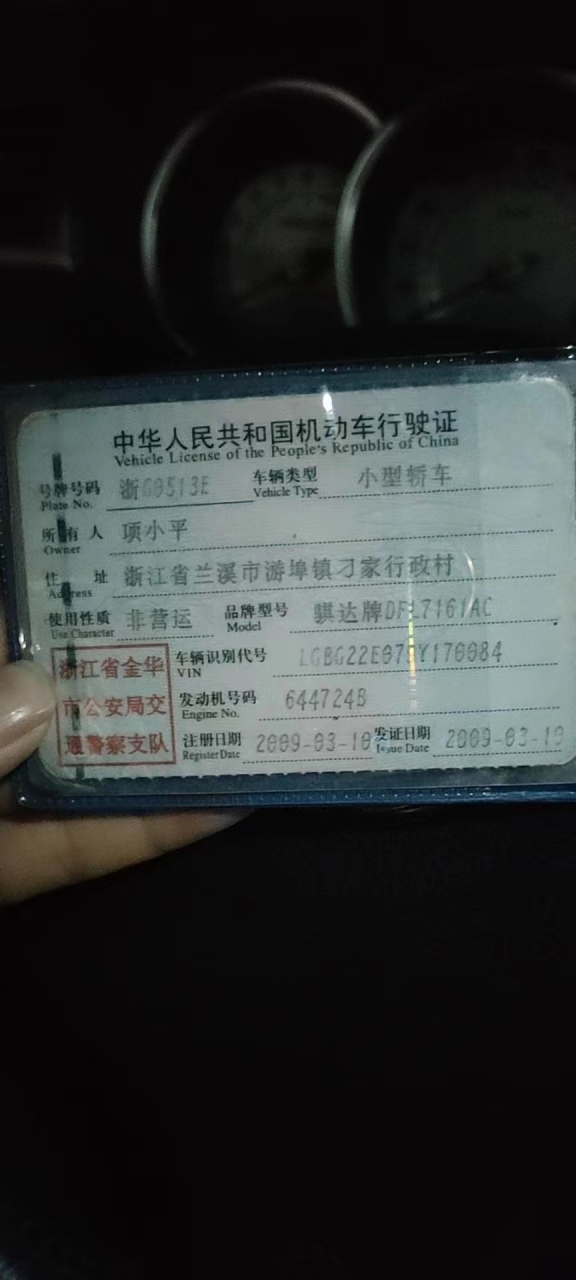 中华人民共和国机动车行驶证
Vehicle License of the People's Republic of China
号牌号码 浙G0513E 车辆类型 小型轿车
Plate No. Vehicle Type
所有人 项小平
Owner
住址 浙江省兰溪市游埠镇刁家行政村
Address
使用性质 非营运 品牌型号 骐达牌DFL7161AC
Use Character Model
浙江省金华
市公安局交
通警察支队
车辆识别代号
VIN
发动机号码 644724B
Engine No.
注册日期 2009-03-10 发证日期 2009-03-10
Register Date Issue Date